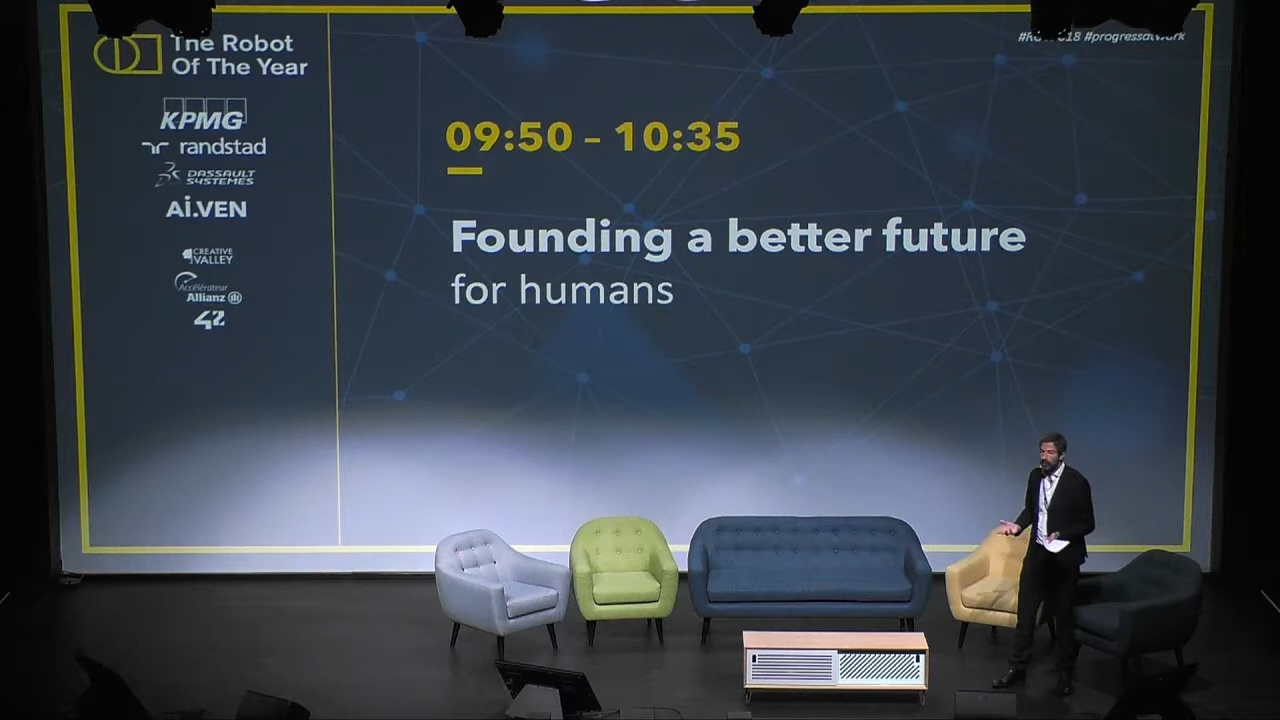 The Robot
Of The Year
KPMG
randstad
DASSAULT
SYSTEMES
Ai.VEN
CREATIVE
VALLEY
Accélérateur
Allianz
42
#progressatwork
09:50 – 10:35
Founding a better future
for humans